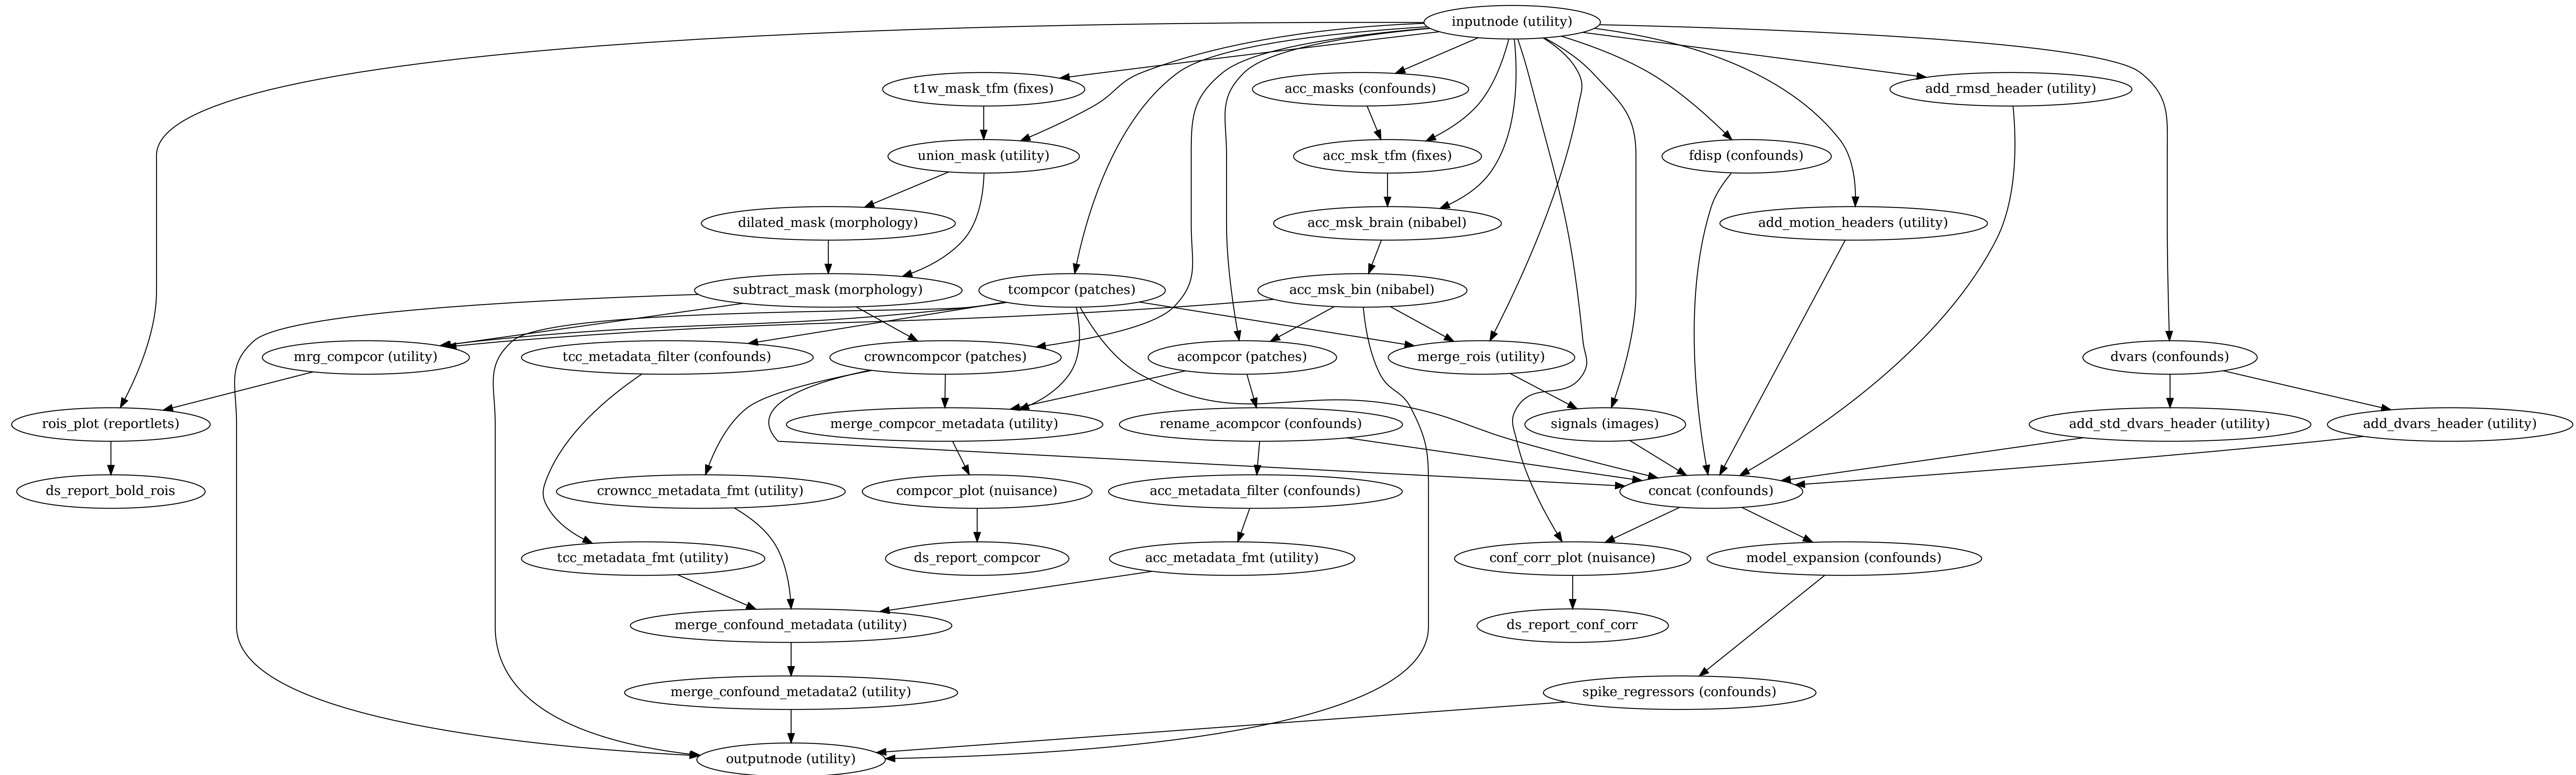 inputnode (utility)
t1w_mask_tfm (fixes)
acc_masks (confounds)
add_rmsd_header (utility)
union_mask (utility)
acc_msk_tfm (fixes)
fdisp (confounds)
dilated_mask (morphology)
acc_msk_brain (nibabel)
add_motion_headers (utility)
subtract_mask (morphology)
tcompcor (patches)
acc_msk_bin (nibabel)
mrg_compcor (utility)
tcc_metadata_filter (confounds)
crowncompcor (patches)
acompcor (patches)
merge_rois (utility)
dvars (confounds)
rois_plot (reportlets)
merge_compcor_metadata (utility)
rename_acompcor (confounds)
signals (images)
add_std_dvars_header (utility)
add_dvars_header (utility)
ds_report_bold_rois
crowncc_metadata_fmt (utility)
compcor_plot (nuisance)
acc_metadata_filter (confounds)
concat (confounds)
tcc_metadata_fmt (utility)
ds_report_compcor
acc_metadata_fmt (utility)
conf_corr_plot (nuisance)
model_expansion (confounds)
merge_confound_metadata (utility)
ds_report_conf_corr
merge_confound_metadata2 (utility)
spike_regressors (confounds)
outputnode (utility)